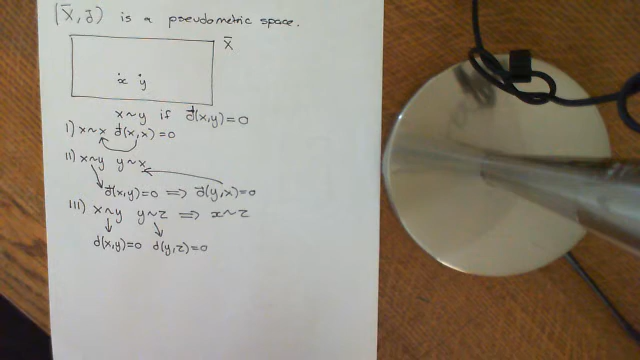 (X̄, d̄) is a pseudometric space.
X̄
x y
x~y if d̄(x,y)=0
I) x~x d̄(x,x)=0
II) x~y y~x
d̄(x,y)=0 ⟹ d̄(y,x)=0
III) x~y y~z ⟹ x~z
d(x,y)=0 d(y,z)=0